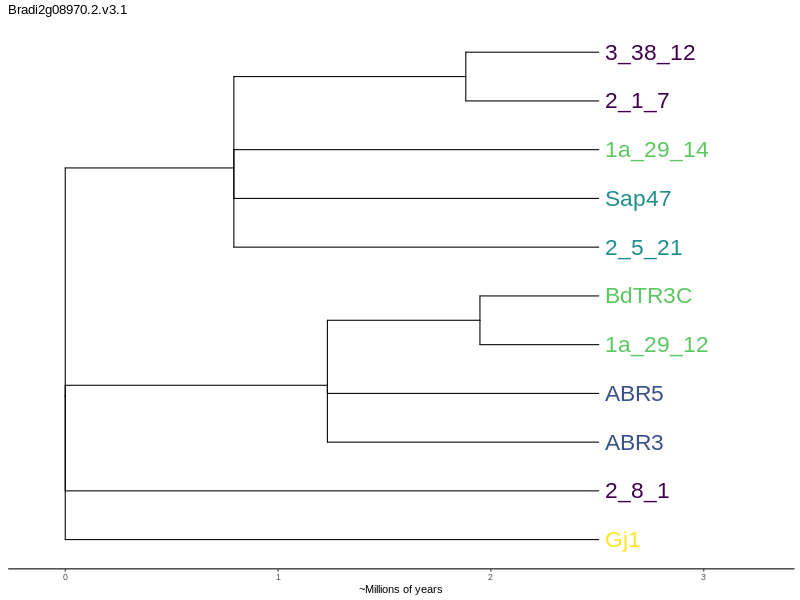 Bradi2g08970.2.v3.1
3_38_12
2_1_7
1a_29_14
Sap47
2_5_21
BdTR3C
1a_29_12
ABR5
ABR3
2_8_1
Gj1
0 1 2 3
~Millions of years